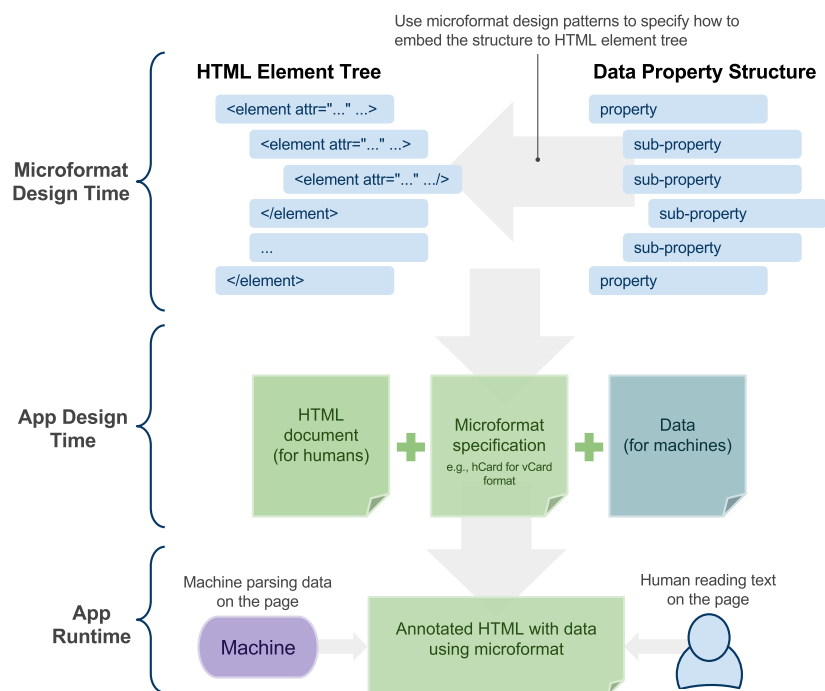 Use microformat design patterns to specify how to
embed the structure to HTML element tree
HTML Element Tree
Data Property Structure
<element attr="..." ...>
property
<element attr="..." ...>
sub-property
Microformat
Design Time
<element attr="..." .../>
sub-property
</element>
sub-property
...
sub-property
</element>
property
App Design
Time
HTML
document
(for humans)
Microformat
specification
e.g., hCard for vCard
format
Data
(for machines)
App
Runtime
Machine parsing data
on the page
Machine
Annotated HTML with data
using microformat
Human reading text
on the page